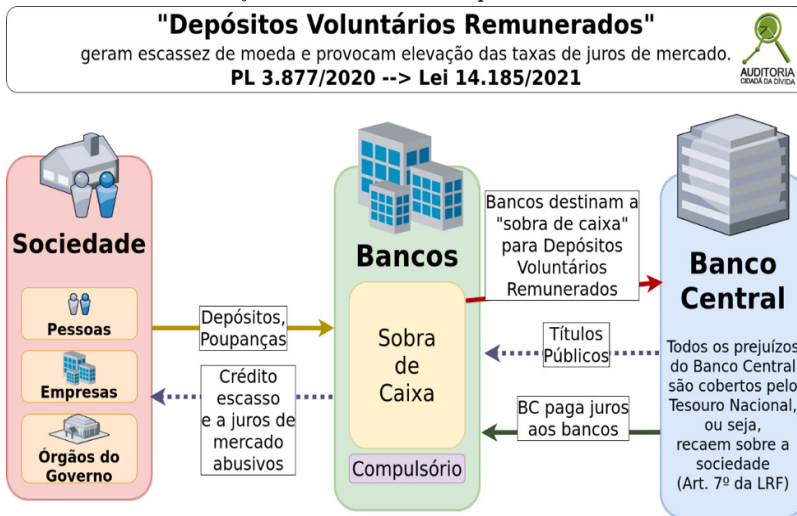 "Depósitos Voluntários Remunerados"
geram escassez de moeda e provocam elevação das taxas de juros de mercado.
PL 3.877/2020 --> Lei 14.185/2021
AUDITORIA
CIDADÃ DA DÍVIDA
Sociedade
Pessoas
Empresas
Órgãos do
Governo
Depósitos,
Poupanças
Crédito
escasso
e a juros de
mercado
abusivos
Bancos
Sobra
de
Caixa
Compulsório
Bancos destinam a
"sobra de caixa"
para Depósitos
Voluntários
Remunerados
Títulos
Públicos
BC paga juros
aos bancos
Banco
Central
Todos os prejuízos
do Banco Central
são cobertos pelo
Tesouro Nacional,
ou seja,
recaem sobre a
sociedade
(Art. 7º da LRF)